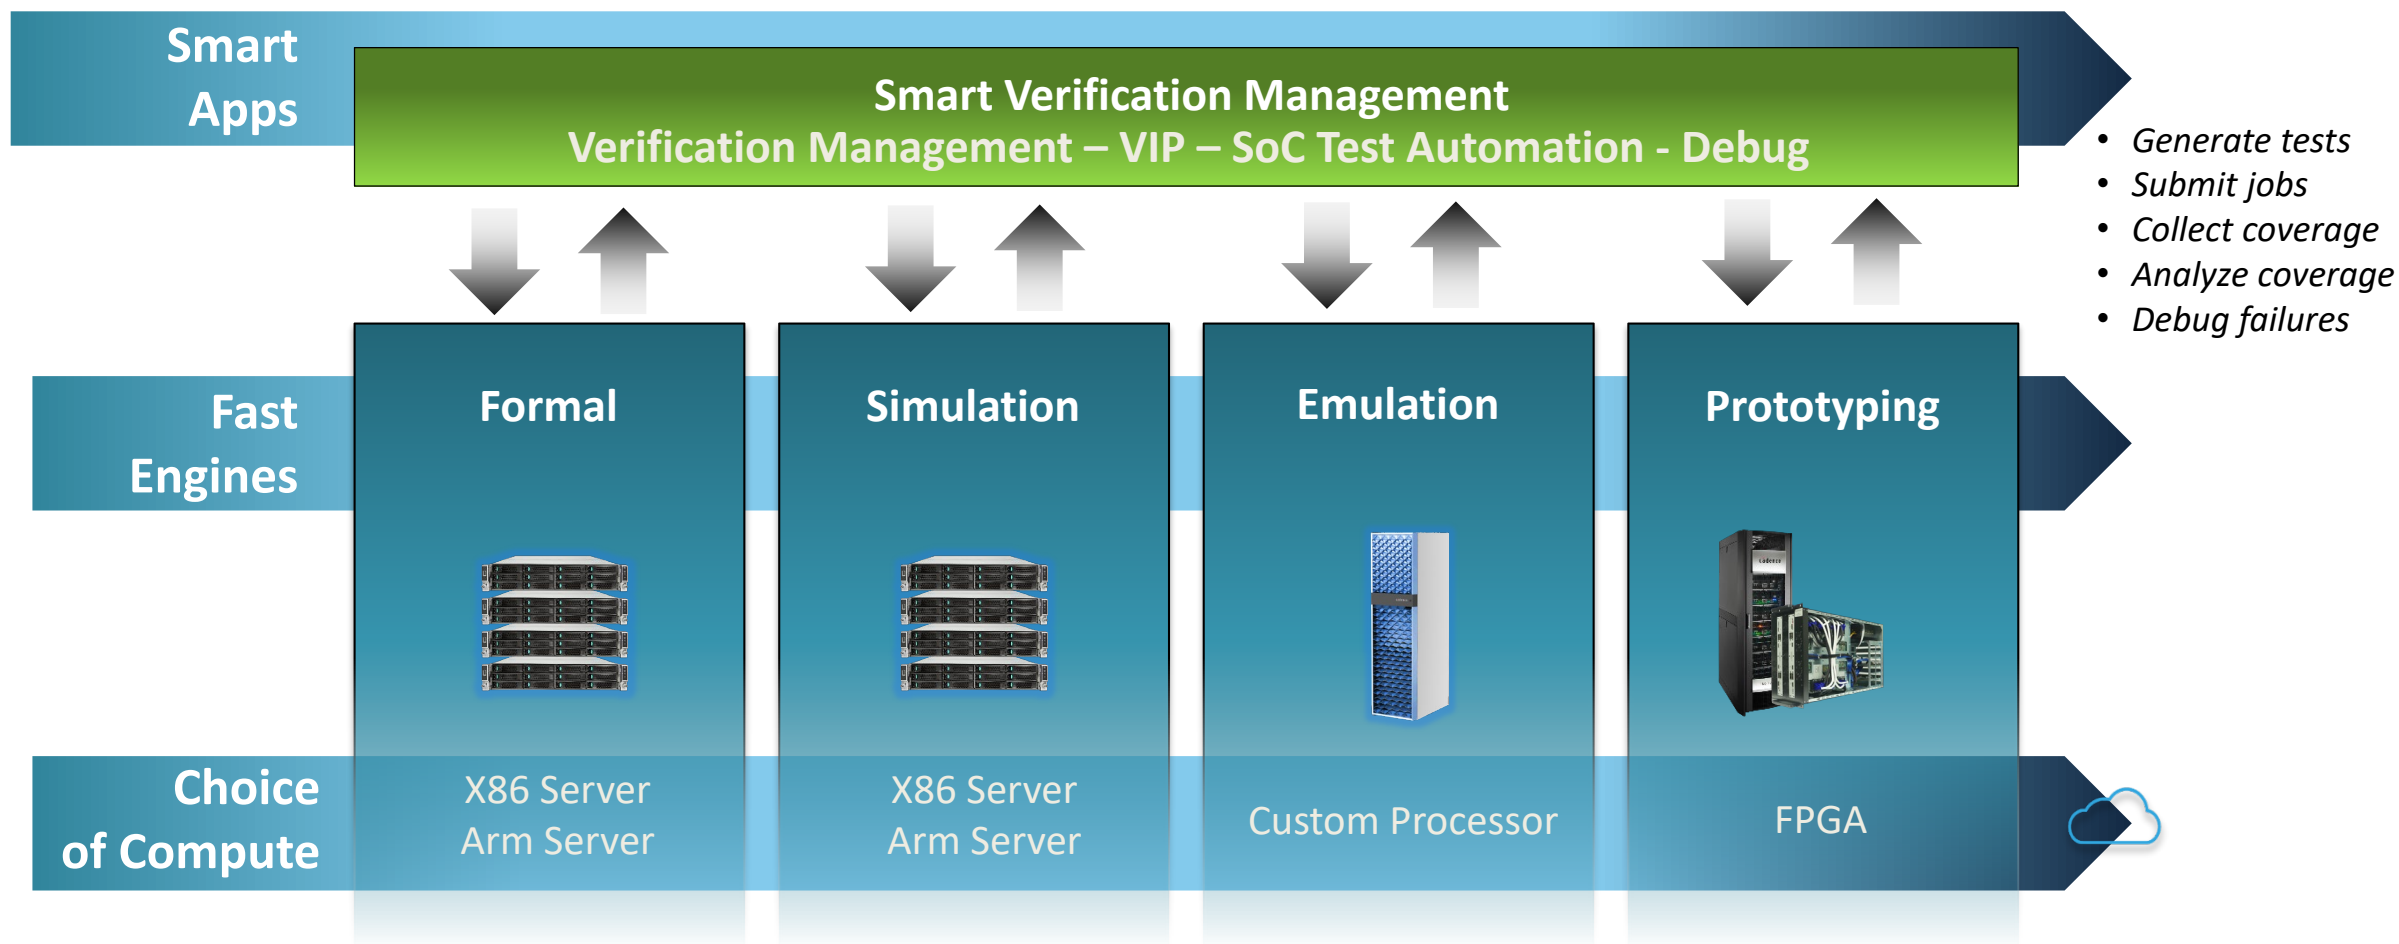 Smart
Apps
Smart Verification Management
Verification Management – VIP – SoC Test Automation - Debug
• Generate tests
• Submit jobs
• Collect coverage
• Analyze coverage
• Debug failures
Fast
Engines
Formal
Simulation
Emulation
Prototyping
cadence
Choice
of Compute
X86 Server
Arm Server
X86 Server
Arm Server
Custom Processor
FPGA